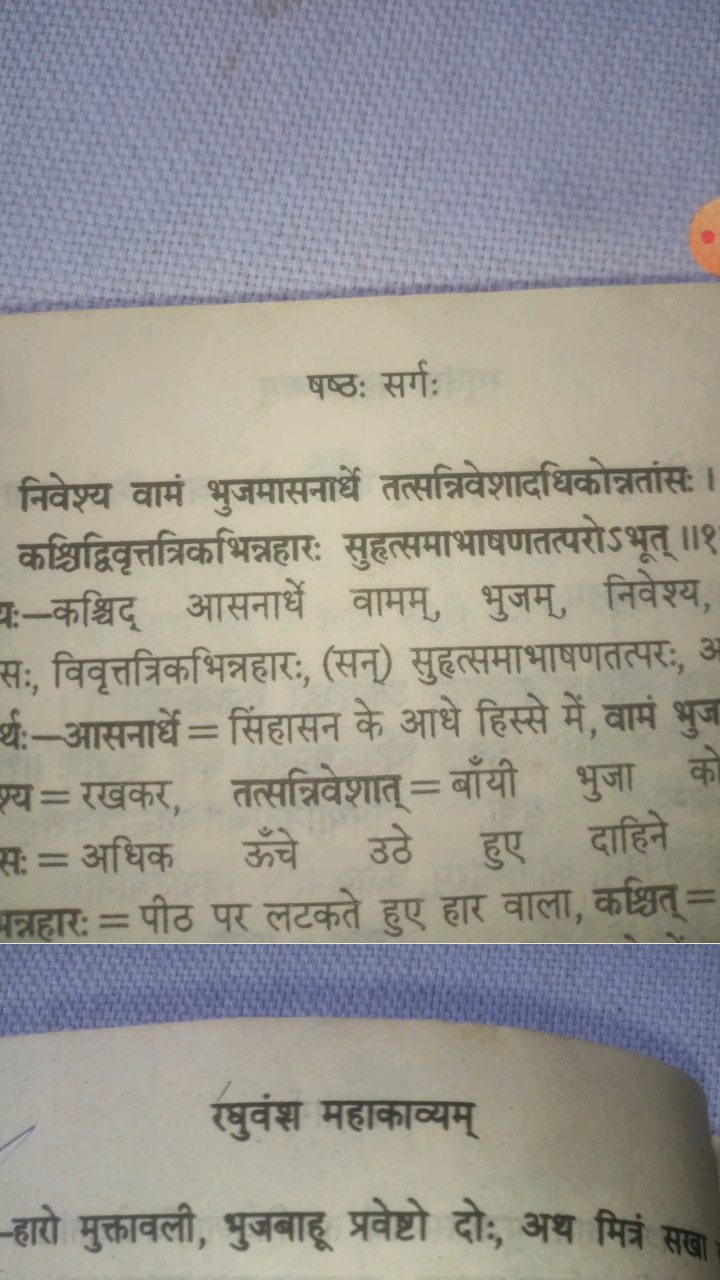 षष्ठः सर्गः
निवेश्य वामं भुजमासनार्धे तत्सन्निवेशादधिकोन्नतांसः ।
कश्चिद्विवृत्तत्रिकभिन्नहारः सुहृत्समाभाषणतत्परोऽभूत् ॥१
यः—कश्चिद् आसनार्धे वामम्, भुजम्, निवेश्य,
सः, विवृत्तत्रिकभिन्नहारः, (सन्) सुहृत्समाभाषणतत्परः,
र्थः—आसनार्धे = सिंहासन के आधे हिस्से में, वामं भुज
श्य = रखकर, तत्सन्निवेशात् = बाँयी भुजा को
सः = अधिक ऊँचे उठे हुए दाहिने
न्नहारः = पीठ पर लटकते हुए हार वाला, कश्चित् =
रघुवंश महाकाव्यम्
-हारो मुक्तावली, भुजबाहू प्रवेष्टो दोः, अथ मित्रं सखा